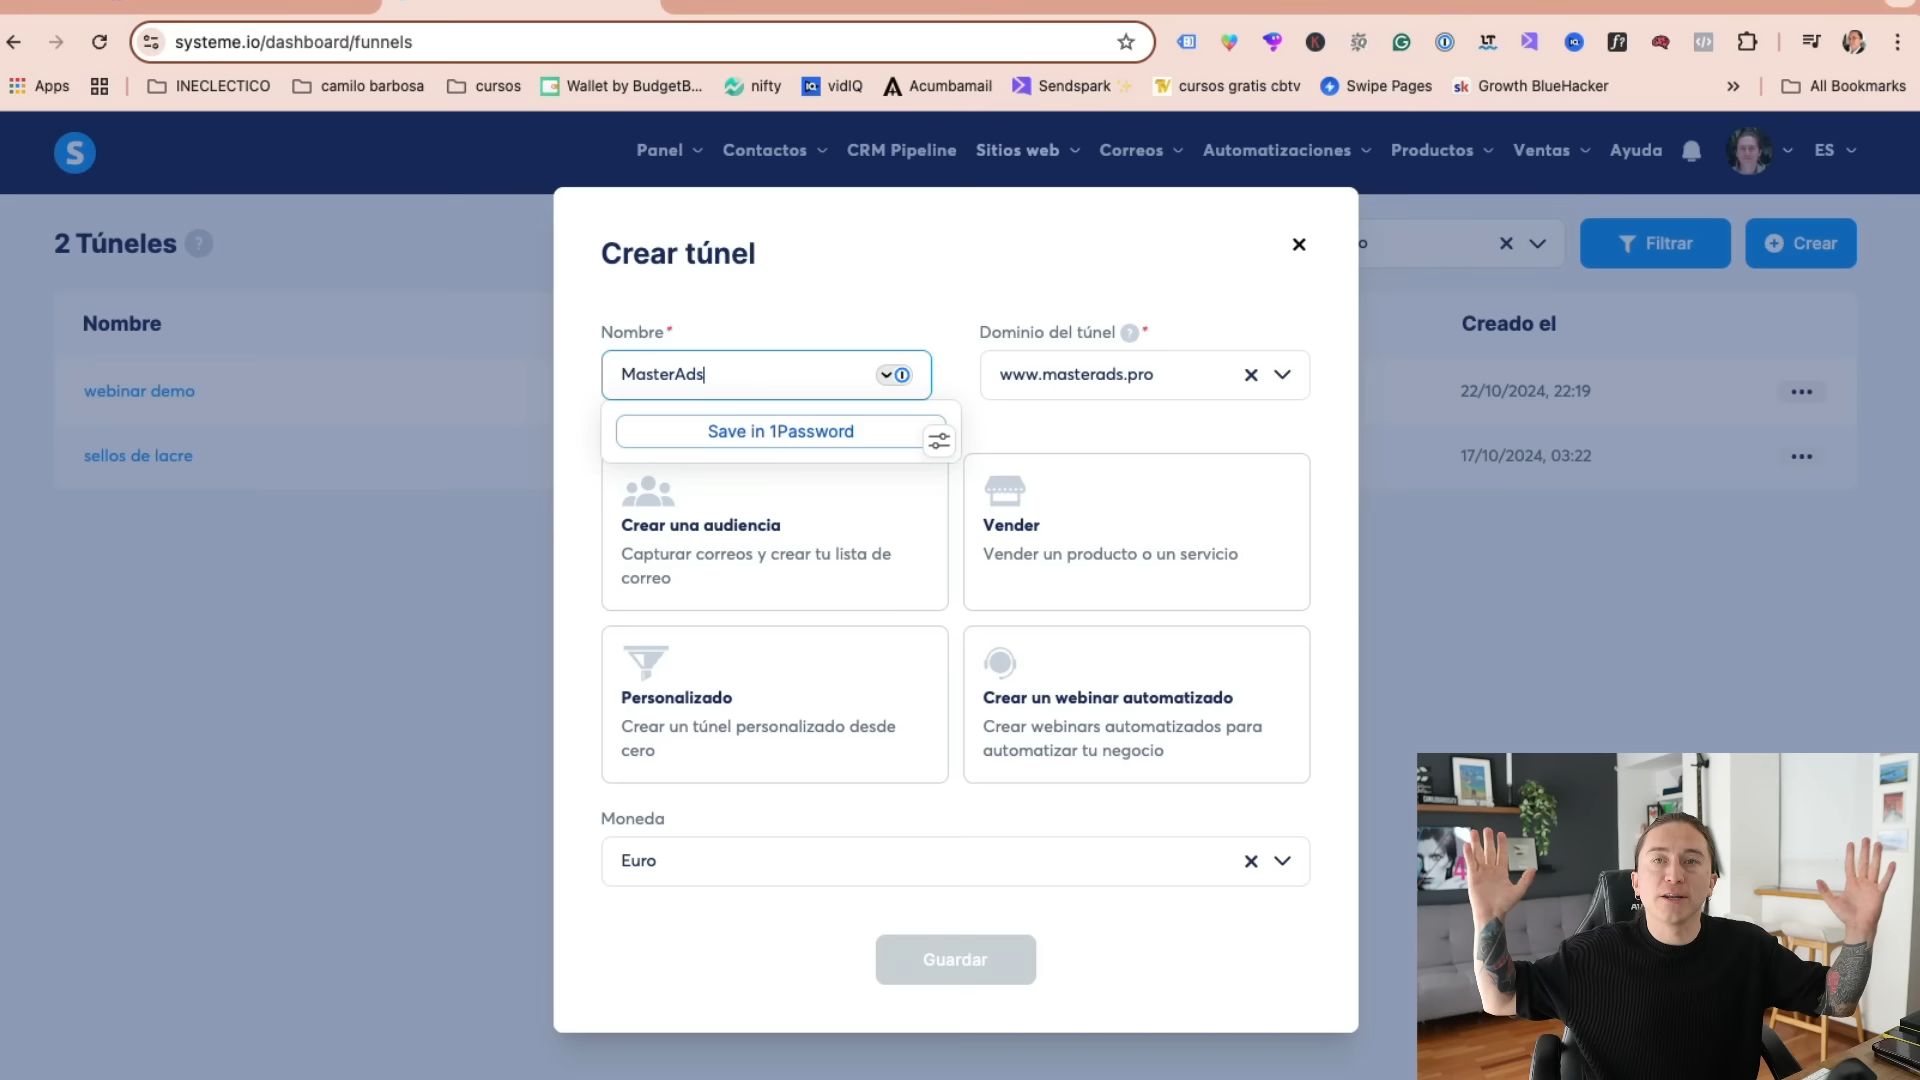 systeme.io/dashboard/funnels
Apps
INECLECTICO
camilo barbosa
cursos
Wallet by BudgetB...
nifty
vidIQ
Acumbamail
Sendspark
cursos gratis cbtv
Swipe Pages
Growth BlueHacker
All Bookmarks
S
Panel
Contactos
CRM Pipeline
Sitios web
Correos
Automatizaciones
Productos
Ventas
Ayuda
ES
2 Túneles ?
Filtrar
Crear
Nombre
Creado el
webinar demo
22/10/2024, 22:19
sellos de lacre
17/10/2024, 03:22
Crear túnel
Nombre*
MasterAds
Dominio del túnel ? *
www.masterads.pro
Save in 1Password
Crear una audiencia
Capturar correos y crear tu lista de
correo
Vender
Vender un producto o un servicio
Personalizado
Crear un túnel personalizado desde
cero
Crear un webinar automatizado
Crear webinars automatizados para
automatizar tu negocio
Moneda
Euro
Guardar